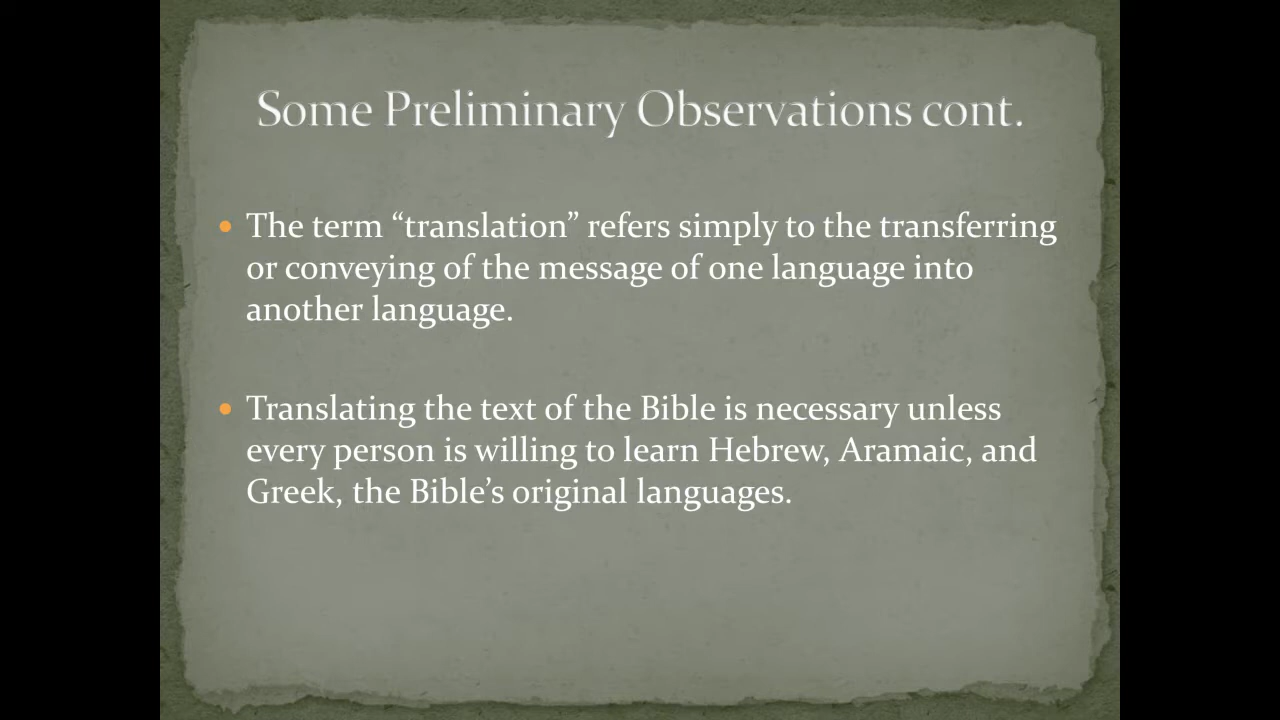 Some Preliminary Observations cont.
• The term “translation” refers simply to the transferring
or conveying of the message of one language into
another language.
• Translating the text of the Bible is necessary unless
every person is willing to learn Hebrew, Aramaic, and
Greek, the Bible’s original languages.